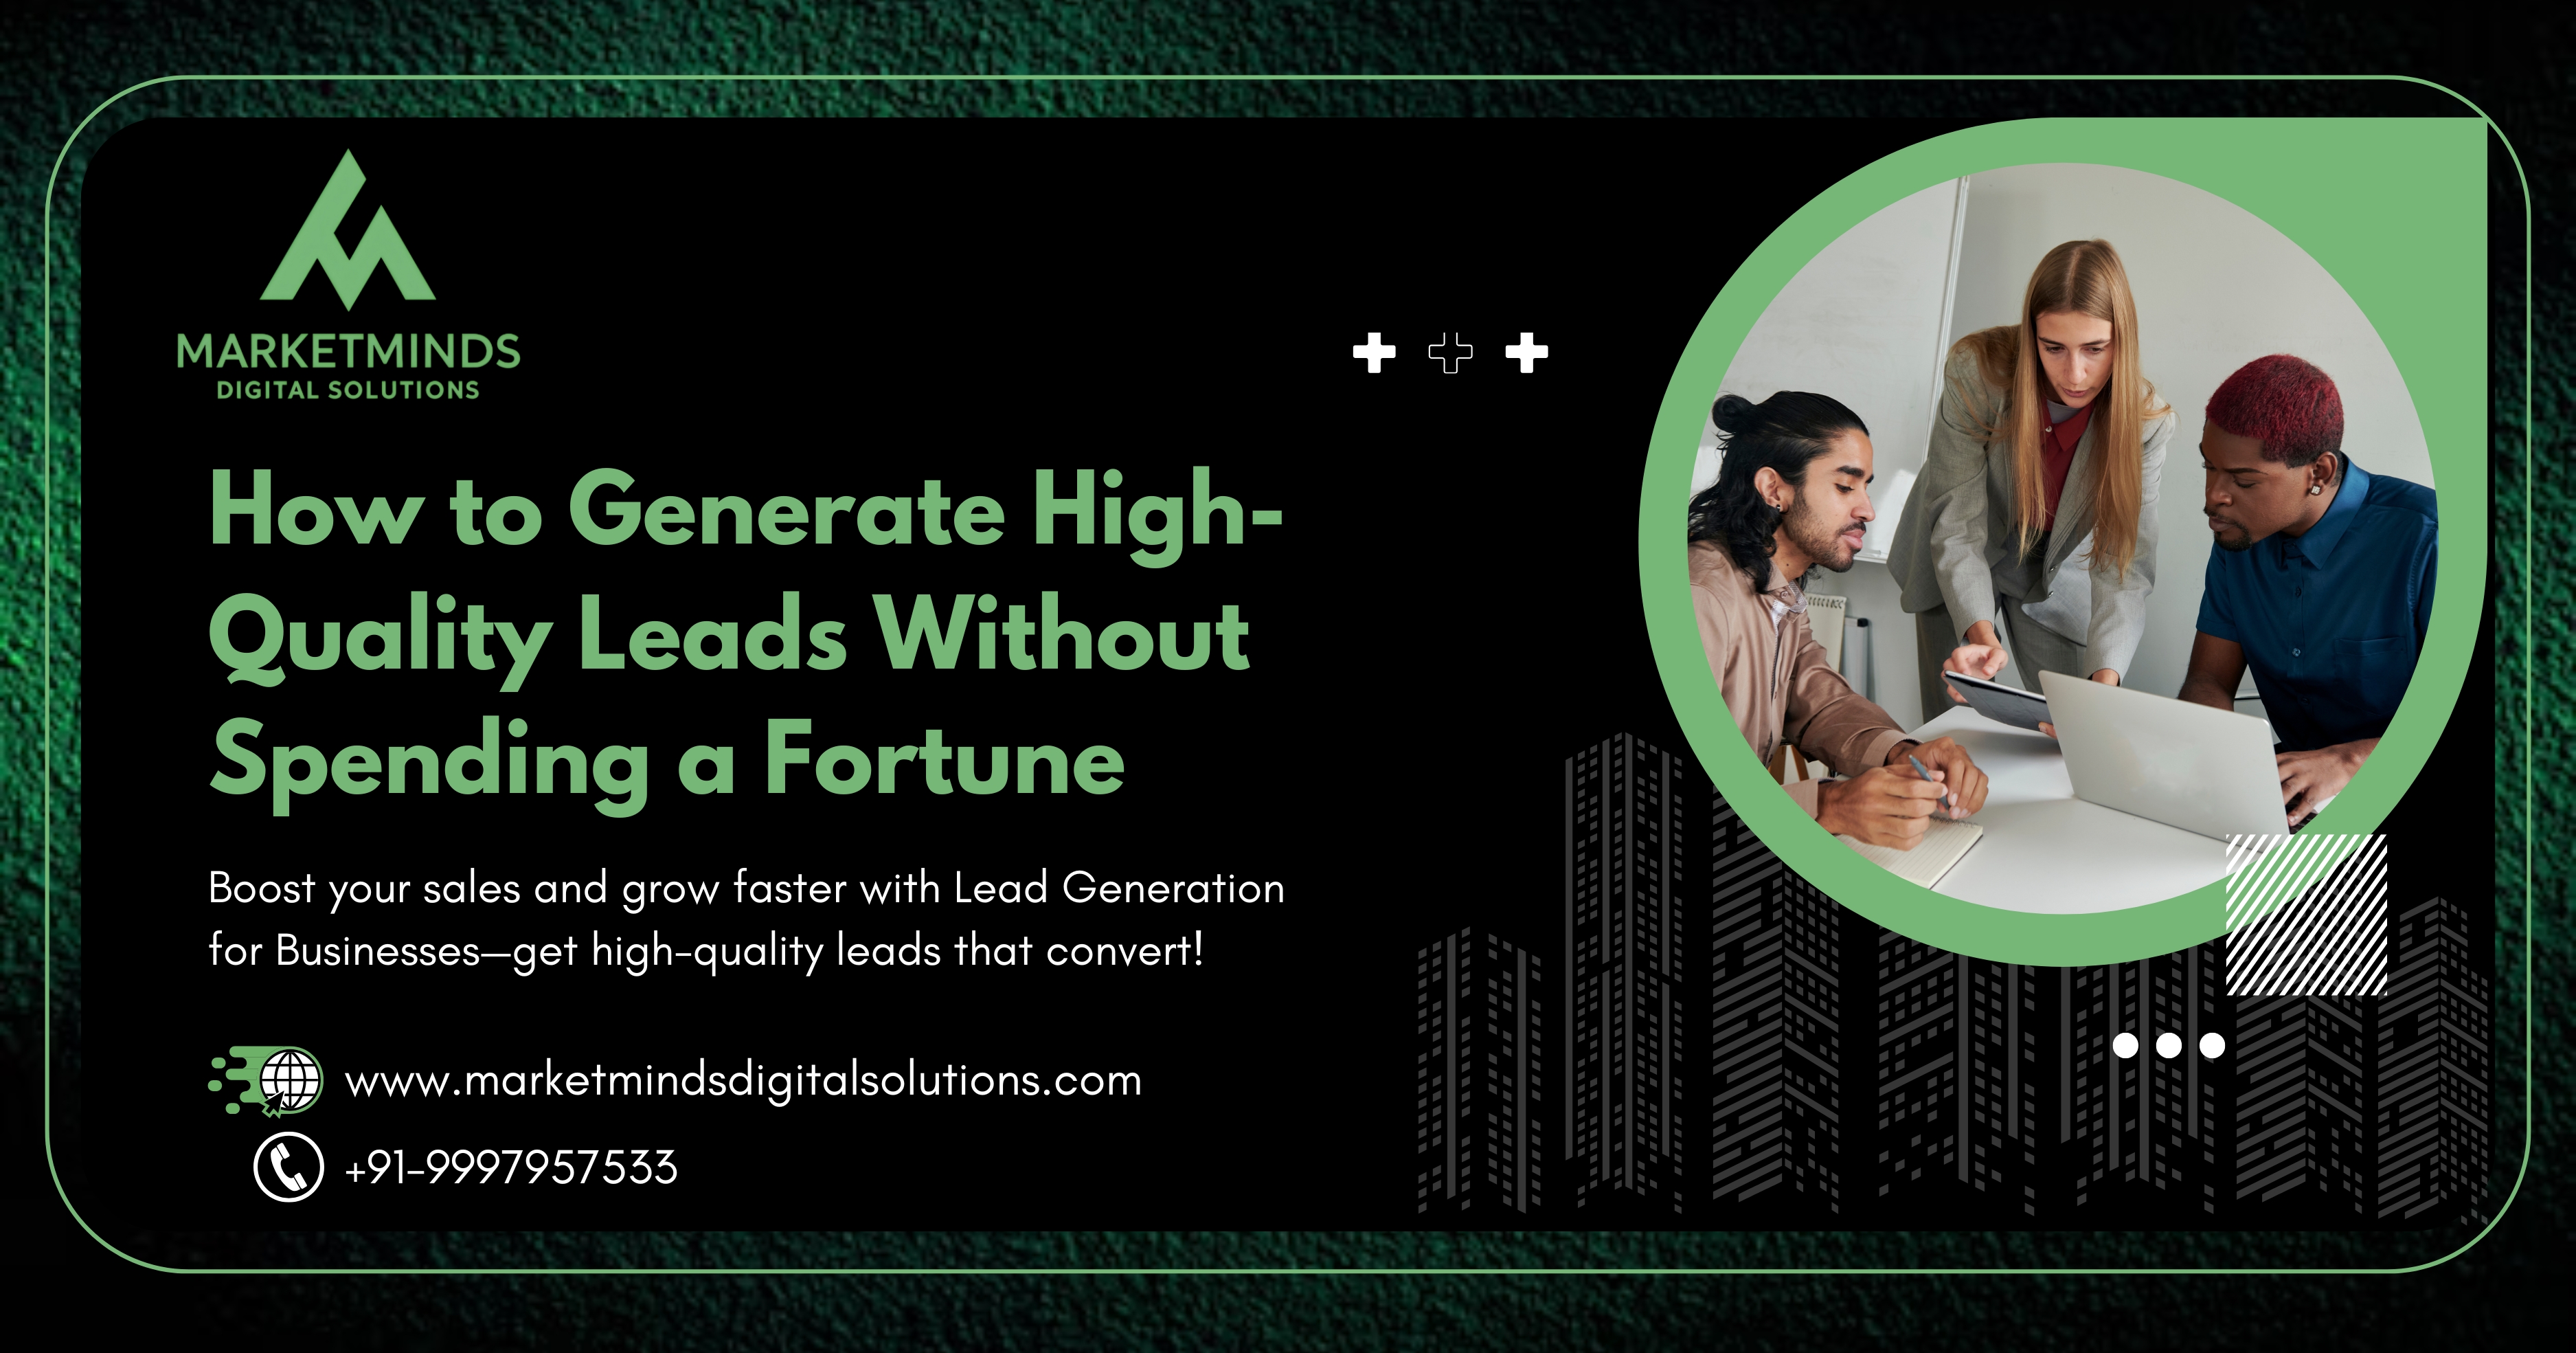 MARKETMINDS
DIGITAL SOLUTIONS
How to Generate High-
Quality Leads Without
Spending a Fortune
Boost your sales and grow faster with Lead Generation
for Businesses—get high-quality leads that convert!
www.marketmindsdigitalsolutions.com
+91-9997957533